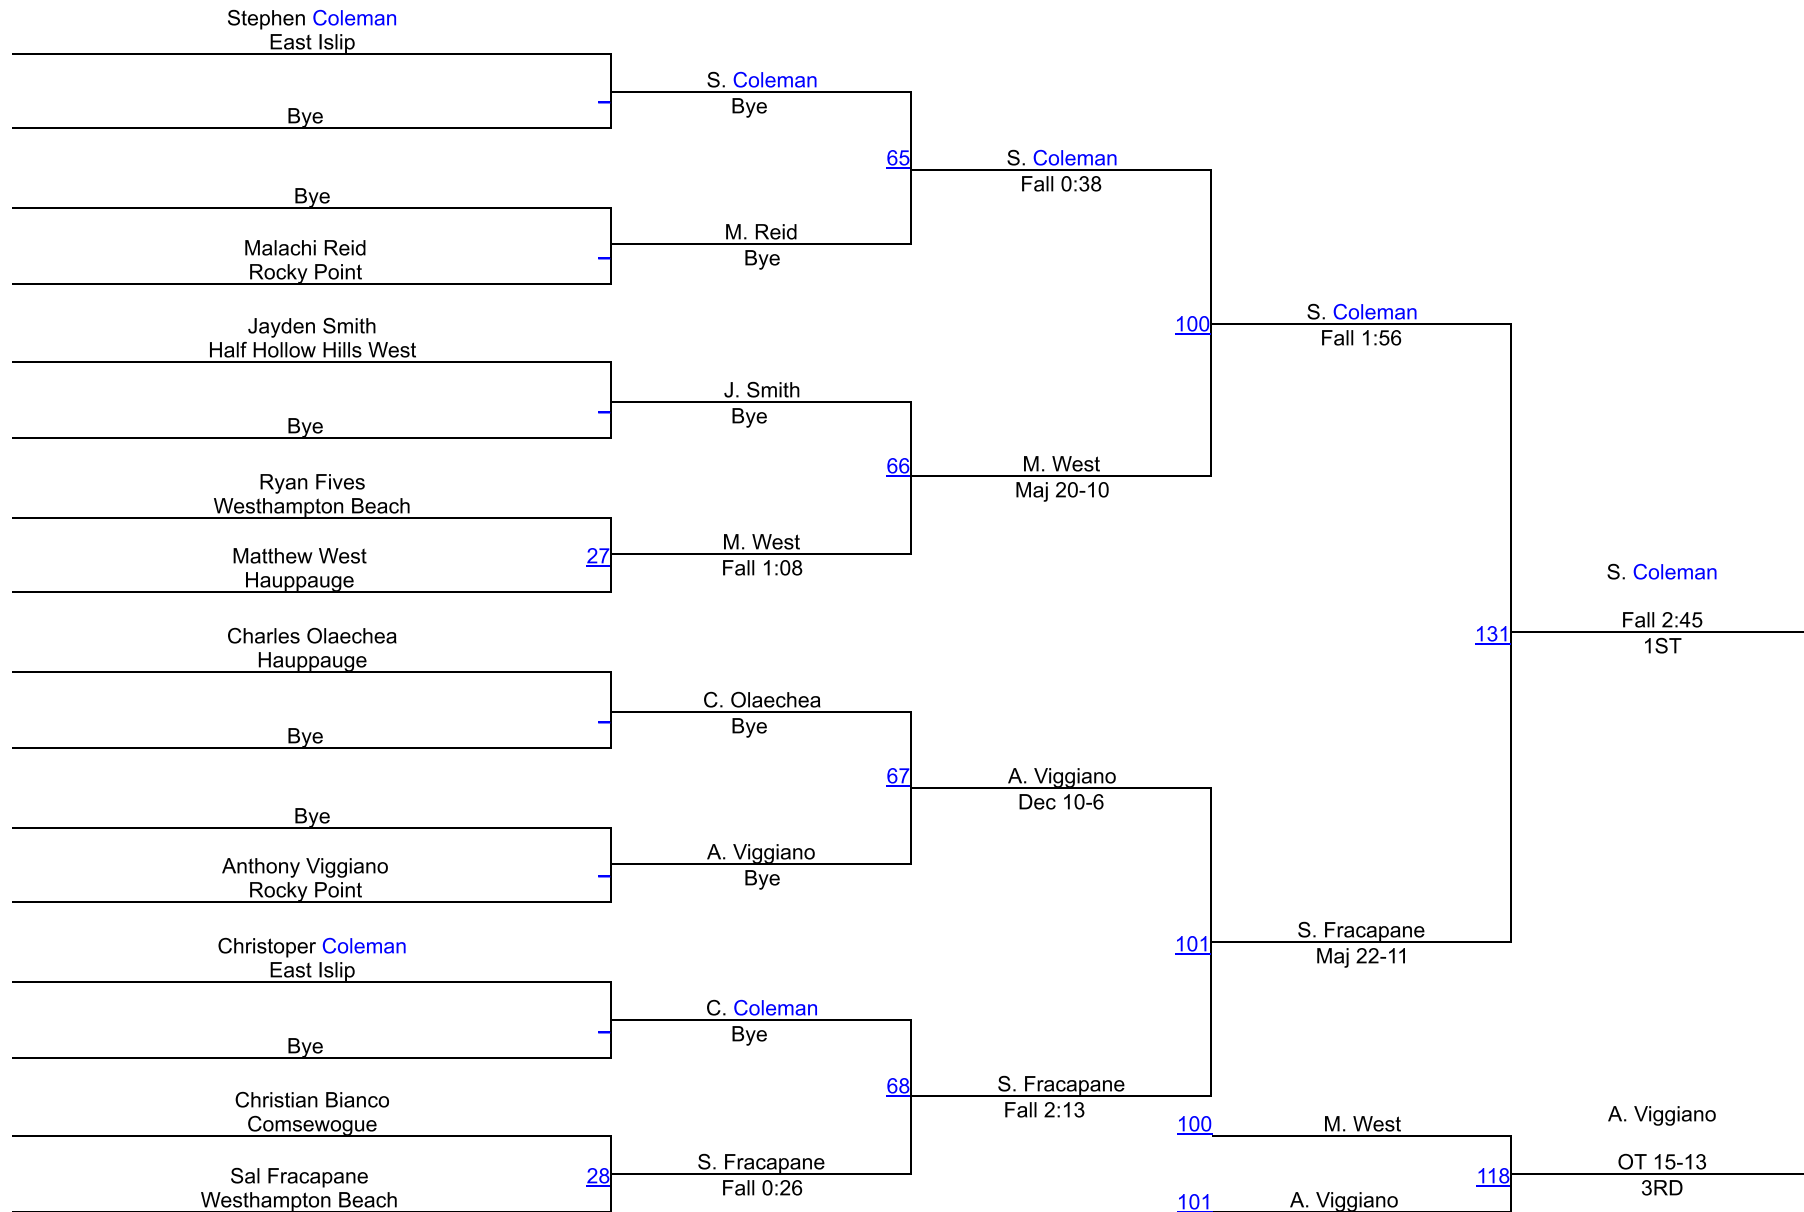 Stephen Coleman
East Islip
Bye
S. Coleman
Bye
Bye
Malachi Reid
Rocky Point
M. Reid
Bye
65
S. Coleman
Fall 0:38
Jayden Smith
Half Hollow Hills West
Bye
J. Smith
Bye
Ryan Fives
Westhampton Beach
Matthew West
Hauppauge
27
M. West
Fall 1:08
66
M. West
Maj 20-10
100
S. Coleman
Fall 1:56
Charles Olaechea
Hauppauge
Bye
C. Olaechea
Bye
Bye
Anthony Viggiano
Rocky Point
A. Viggiano
Bye
67
A. Viggiano
Dec 10-6
Christoper Coleman
East Islip
Bye
C. Coleman
Bye
Christian Bianco
Comsewogue
Sal Fracapane
Westhampton Beach
28
S. Fracapane
Fall 0:26
68
S. Fracapane
Fall 2:13
101
S. Fracapane
Maj 22-11
131
S. Coleman
Fall 2:45
1ST
100
M. West
101
A. Viggiano
118
A. Viggiano
OT 15-13
3RD